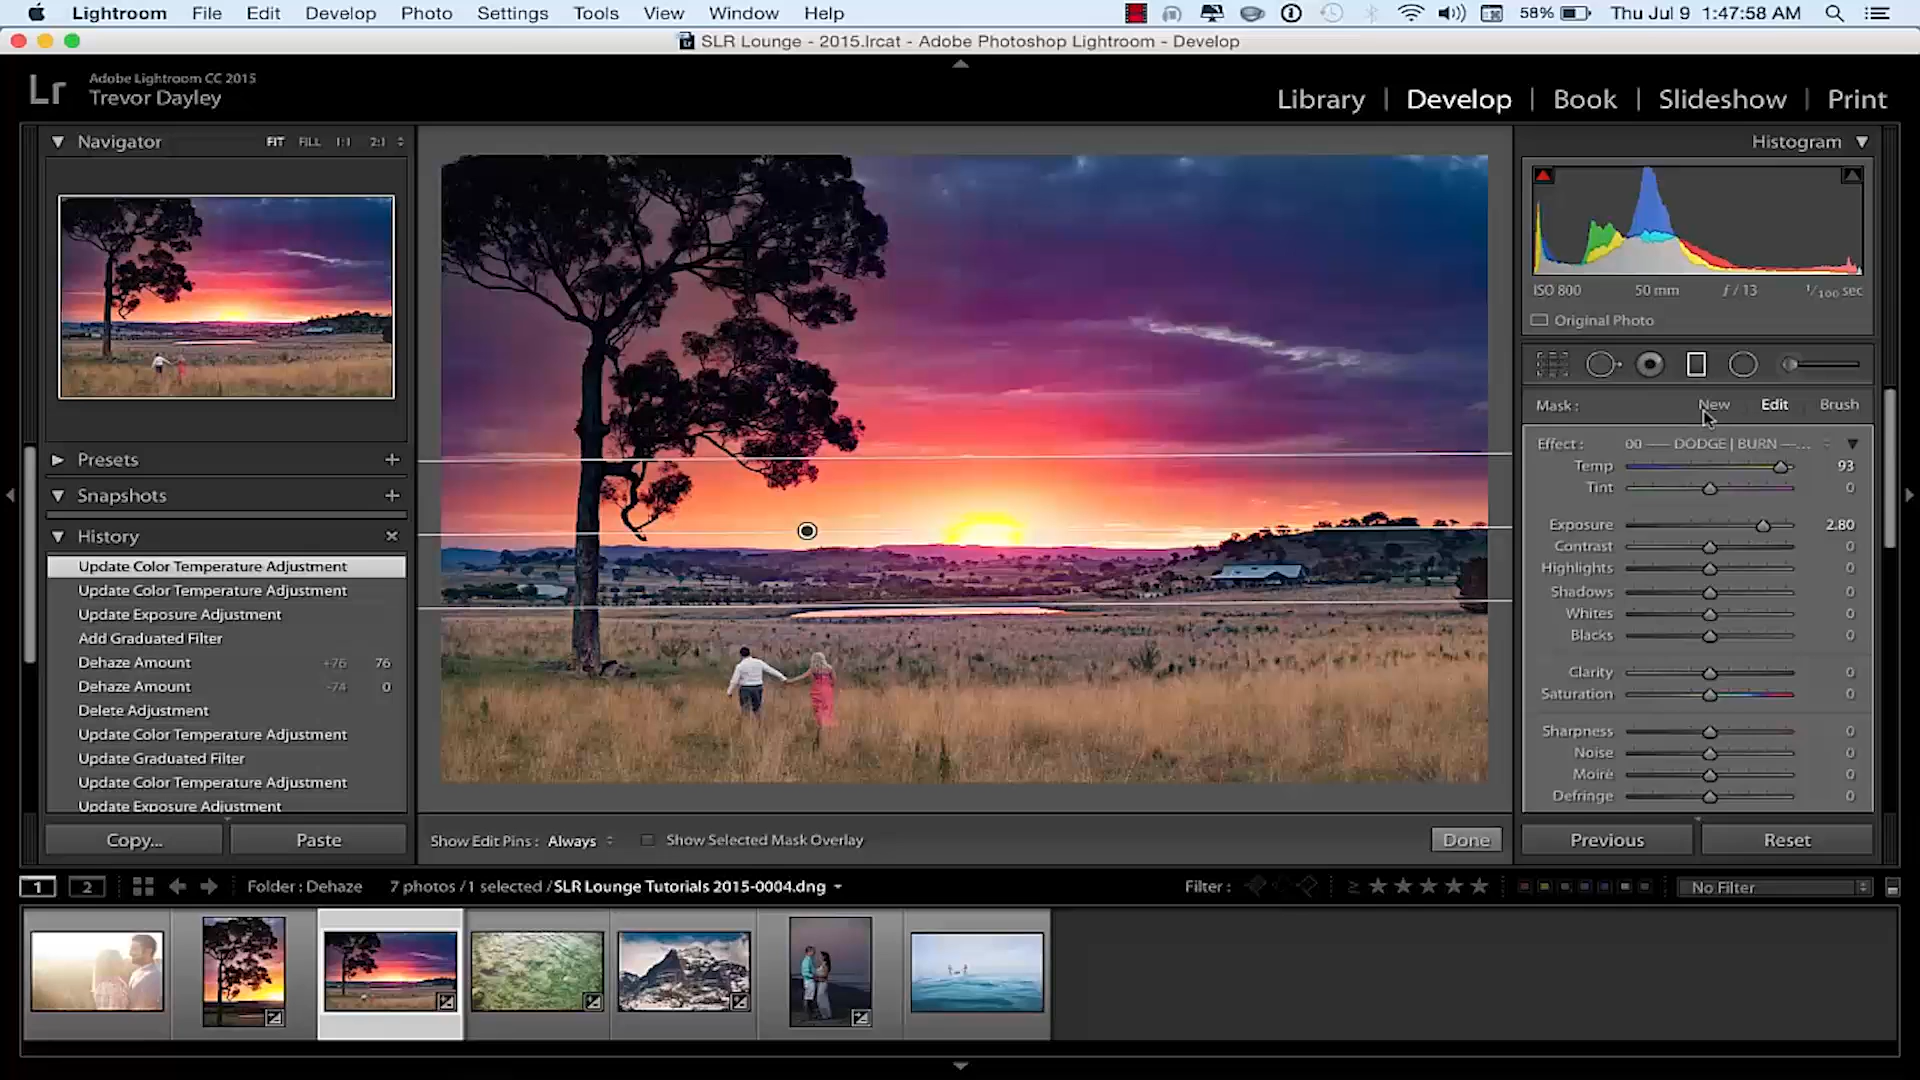 Lightroom File Edit Develop Photo Settings Tools View Window Help 58% Thu Jul 9 1:47:58 AM
SLR Lounge - 2015.lrcat - Adobe Photoshop Lightroom - Develop
Lr
Adobe Lightroom CC 2015
Trevor Dayley
Library | Develop | Book | Slideshow | Print
Navigator FIT FILL 1:1 2:1
Presets +
Snapshots +
History ×
Update Color Temperature Adjustment
Update Color Temperature Adjustment
Update Exposure Adjustment
Add Graduated Filter
Dehaze Amount +76 76
Dehaze Amount -74 0
Delete Adjustment
Update Color Temperature Adjustment
Update Graduated Filter
Update Color Temperature Adjustment
Update Exposure Adjustment
Copy... Paste
Show Edit Pins : Always Show Selected Mask Overlay Done
Histogram
ISO 800 50 mm f / 13 1/100 sec
Original Photo
Mask : New Edit Brush
Effect : 00 —— DODGE | BURN —...
Temp 93
Tint 0
Exposure 2.80
Contrast 0
Highlights 0
Shadows 0
Whites 0
Blacks 0
Clarity 0
Saturation 0
Sharpness 0
Noise 0
Moiré 0
Defringe 0
Previous Reset
1 2 Folder : Dehaze 7 photos /1 selected /SLR Lounge Tutorials 2015-0004.dng Filter : ≥ ★ ★ ★ ★ ★ No Filter